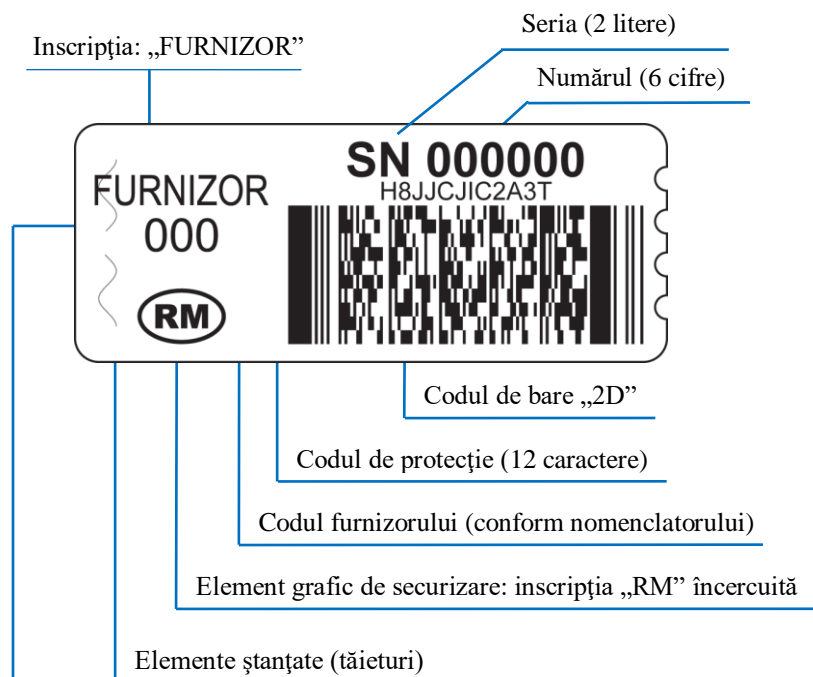 Seria (2 litere)
Inscripţia: „FURNIZOR”
Numărul (6 cifre)
SN 000000
H8JJCJIC2A3T
FURNIZOR
000
RM
Codul de bare „2D”
Codul de protecţie (12 caractere)
Codul furnizorului (conform nomenclatorului)
Element grafic de securizare: inscripţia „RM” încercuită
Elemente ştanţate (tăieturi)